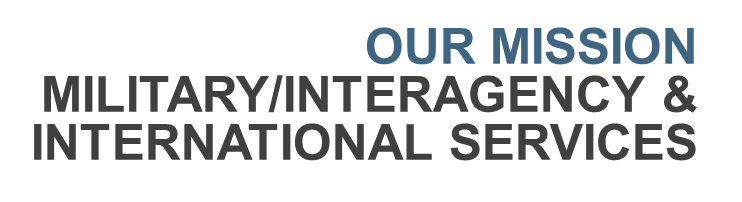 OUR MISSION
MILITARY/INTERAGENCY &
INTERNATIONAL SERVICES